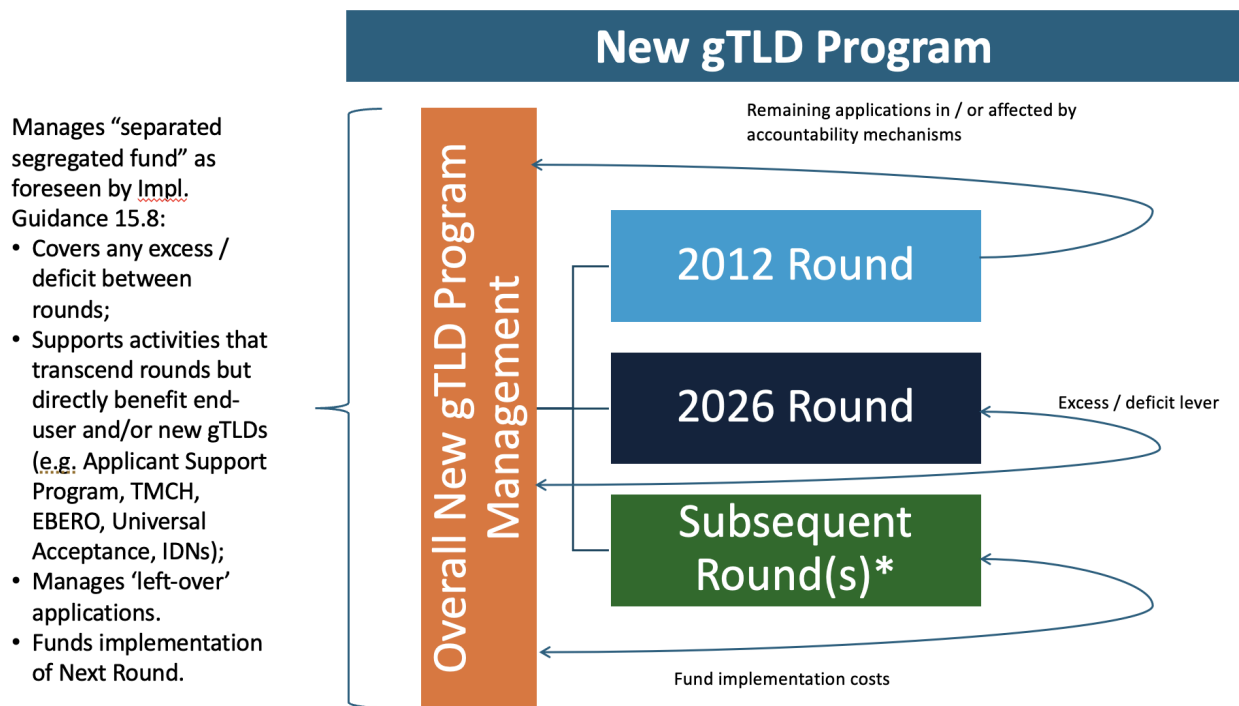 New gTLD Program
Manages “separated
segregated fund” as
foreseen by Impl.
Guidance 15.8:
• Covers any excess /
deficit between
rounds;
• Supports activities that
transcend rounds but
directly benefit end-
user and/or new gTLDs
(e.g. Applicant Support
Program, TMCH,
EBERO, Universal
Acceptance, IDNs);
• Manages ‘left-over’
applications.
• Funds implementation
of Next Round.
Overall New gTLD Program
Management
Remaining applications in / or affected by
accountability mechanisms
2012 Round
2026 Round
Excess / deficit lever
Subsequent
Round(s)*
Fund implementation costs